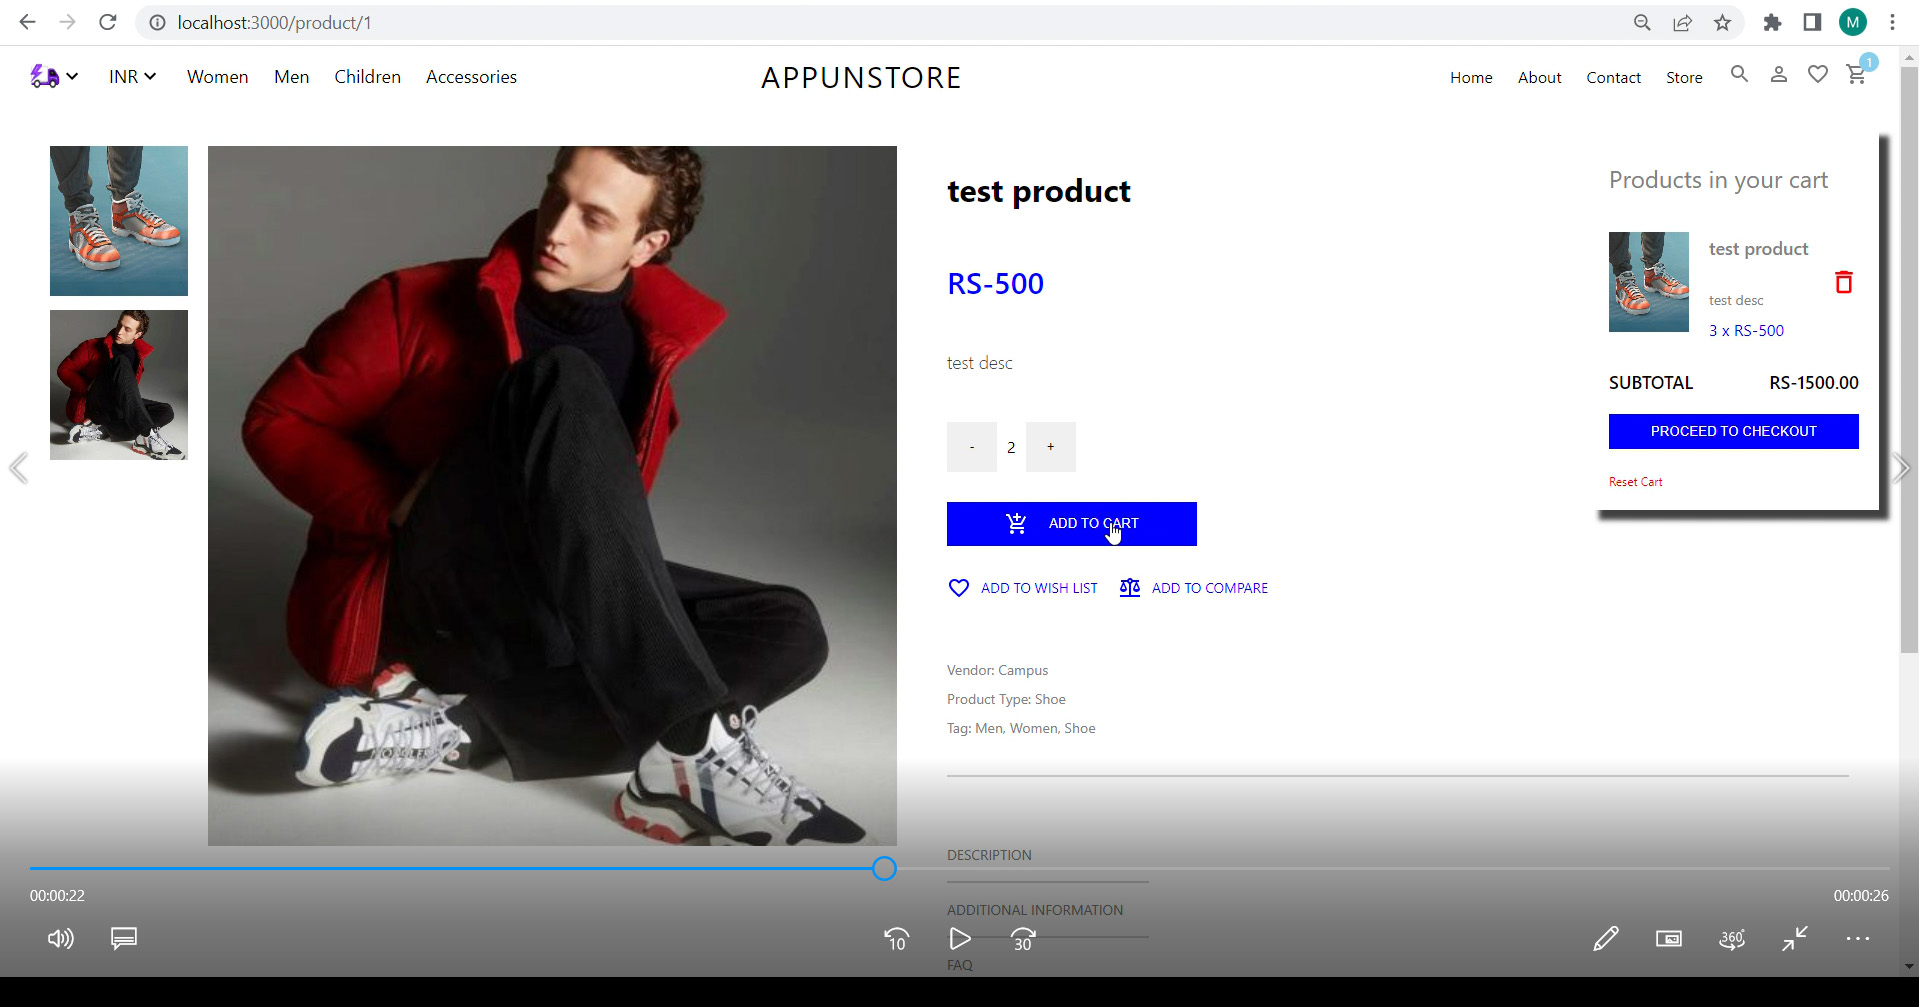 localhost:3000/product/1
M
INR Women Men Children Accessories
APPUNSTORE
Home About Contact Store
1
test product
RS-500
test desc
- 2 +
ADD TO CART
ADD TO WISH LIST ADD TO COMPARE
Vendor: Campus
Product Type: Shoe
Tag: Men, Women, Shoe
DESCRIPTION
ADDITIONAL INFORMATION
FAQ
Products in your cart
test product
test desc
3 x RS-500
SUBTOTAL RS-1500.00
PROCEED TO CHECKOUT
Reset Cart
00:00:22 00:00:26
10 30
360°